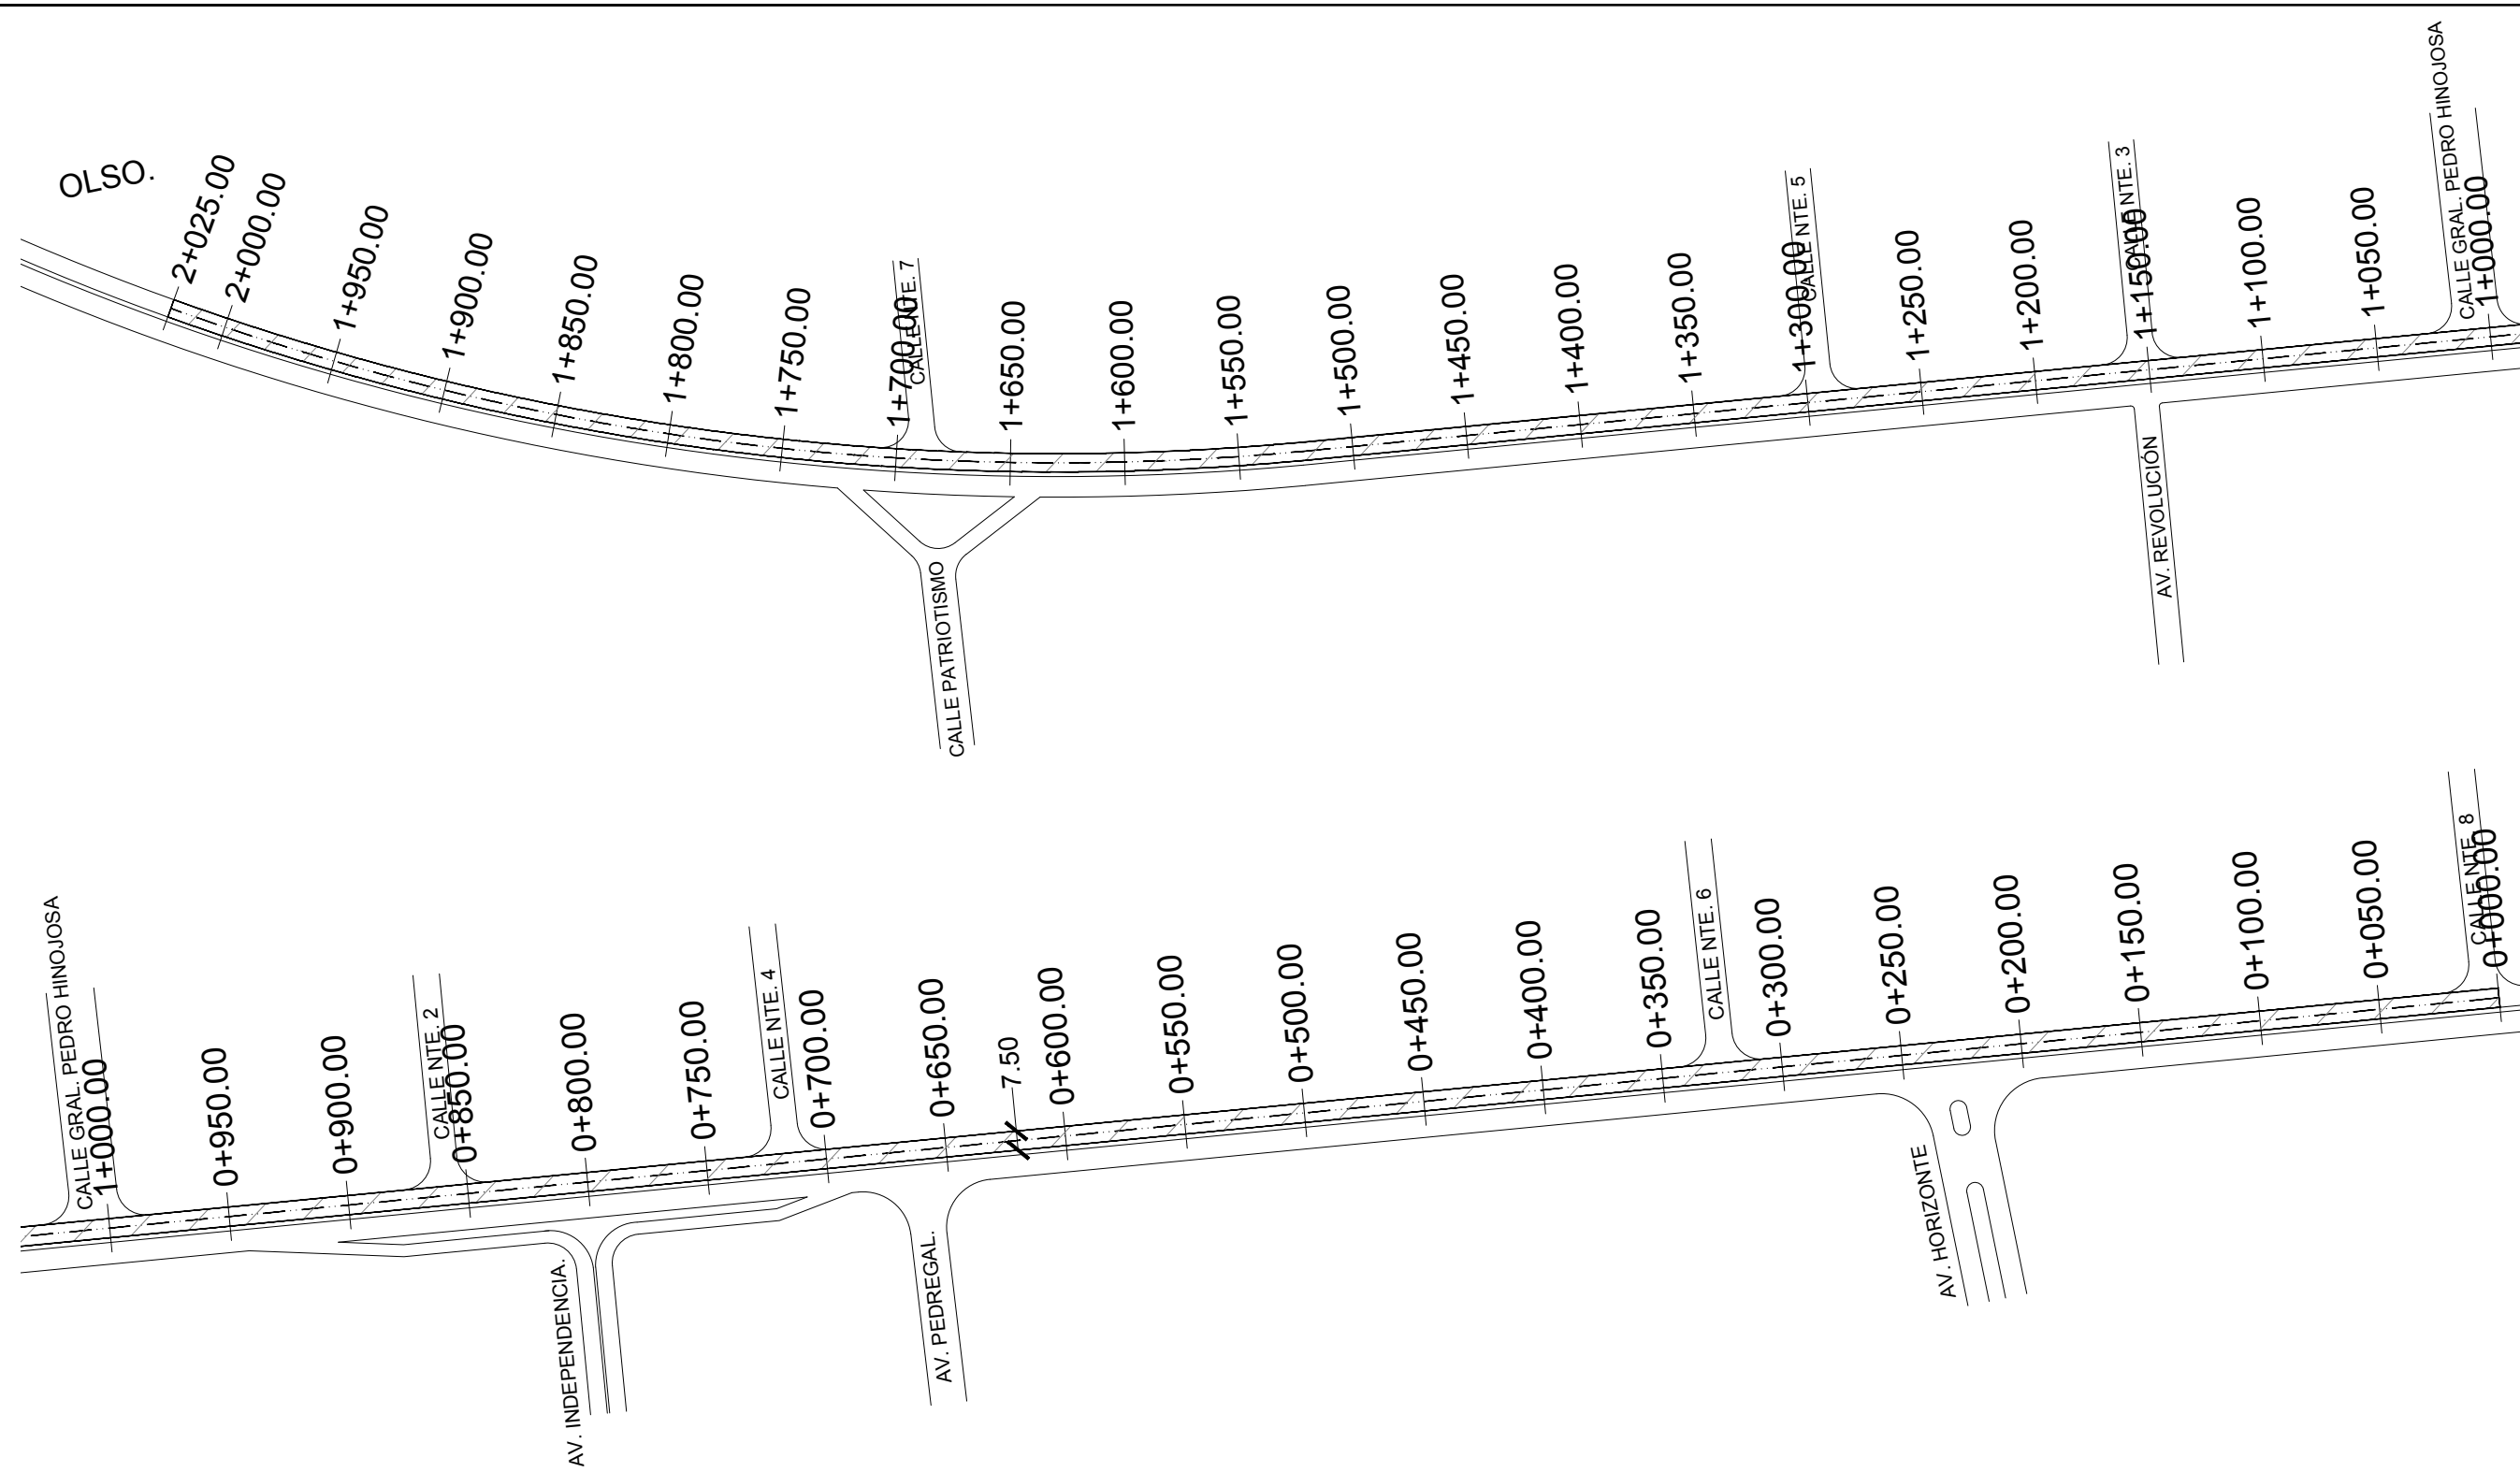 OLSO.
2+025.00
2+000.00
1+950.00
1+900.00
1+850.00
1+800.00
1+750.00
1+700.00
CALLE NTE. 7
1+650.00
1+600.00
1+550.00
1+500.00
1+450.00
1+400.00
1+350.00
1+300.00
CALLE NTE. 5
1+250.00
1+200.00
CALLE NTE. 3
1+150.00
1+100.00
1+050.00
CALLE GRAL. PEDRO HINOJOSA
1+000.00
CALLE PATRIOTISMO
AV. REVOLUCIÓN
CALLE GRAL. PEDRO HINOJOSA
1+000.00
0+950.00
0+900.00
CALLE NTE. 2
0+850.00
0+800.00
0+750.00
CALLE NTE. 4
0+700.00
0+650.00
7.50
0+600.00
0+550.00
0+500.00
0+450.00
0+400.00
0+350.00
CALLE NTE. 6
0+300.00
0+250.00
0+200.00
0+150.00
0+100.00
0+050.00
CALLE NTE. 8
0+000.00
AV. INDEPENDENCIA.
AV. PEDREGAL.
AV. HORIZONTE